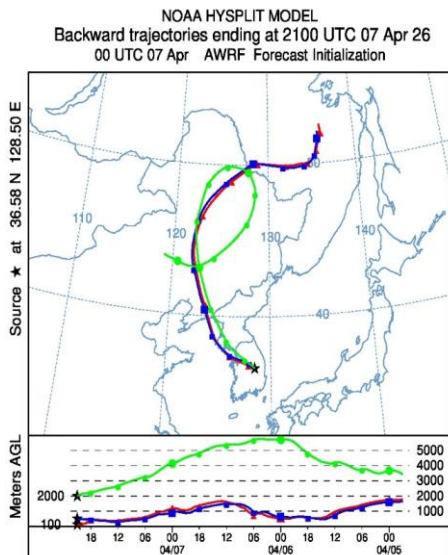 NOAA HYSPLIT MODEL
Backward trajectories ending at 2100 UTC 07 Apr 26
00 UTC 07 Apr AWRF Forecast Initialization
Source ★ at 36.58 N 128.50 E
110
120
130
140
150
40
Meters AGL
2000
100
5000
4000
3000
2000
1000
18 12 06 00 18 12 06 00 18 12 06 00
04/07 04/06 04/05